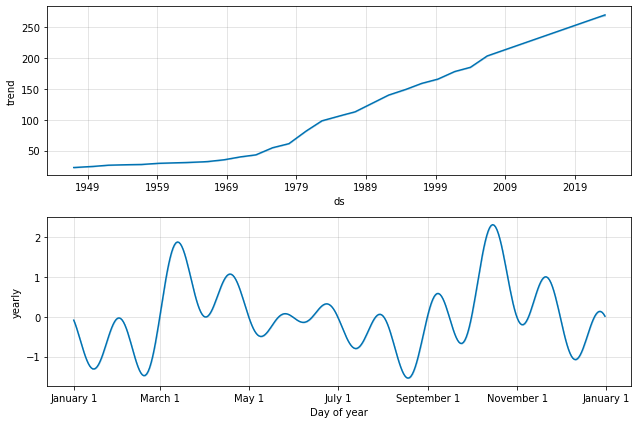 250
200
150
100
50
trend
1949 1959 1969 1979 1989 1999 2009 2019
ds
2
1
0
−1
yearly
January 1 March 1 May 1 July 1 September 1 November 1 January 1
Day of year